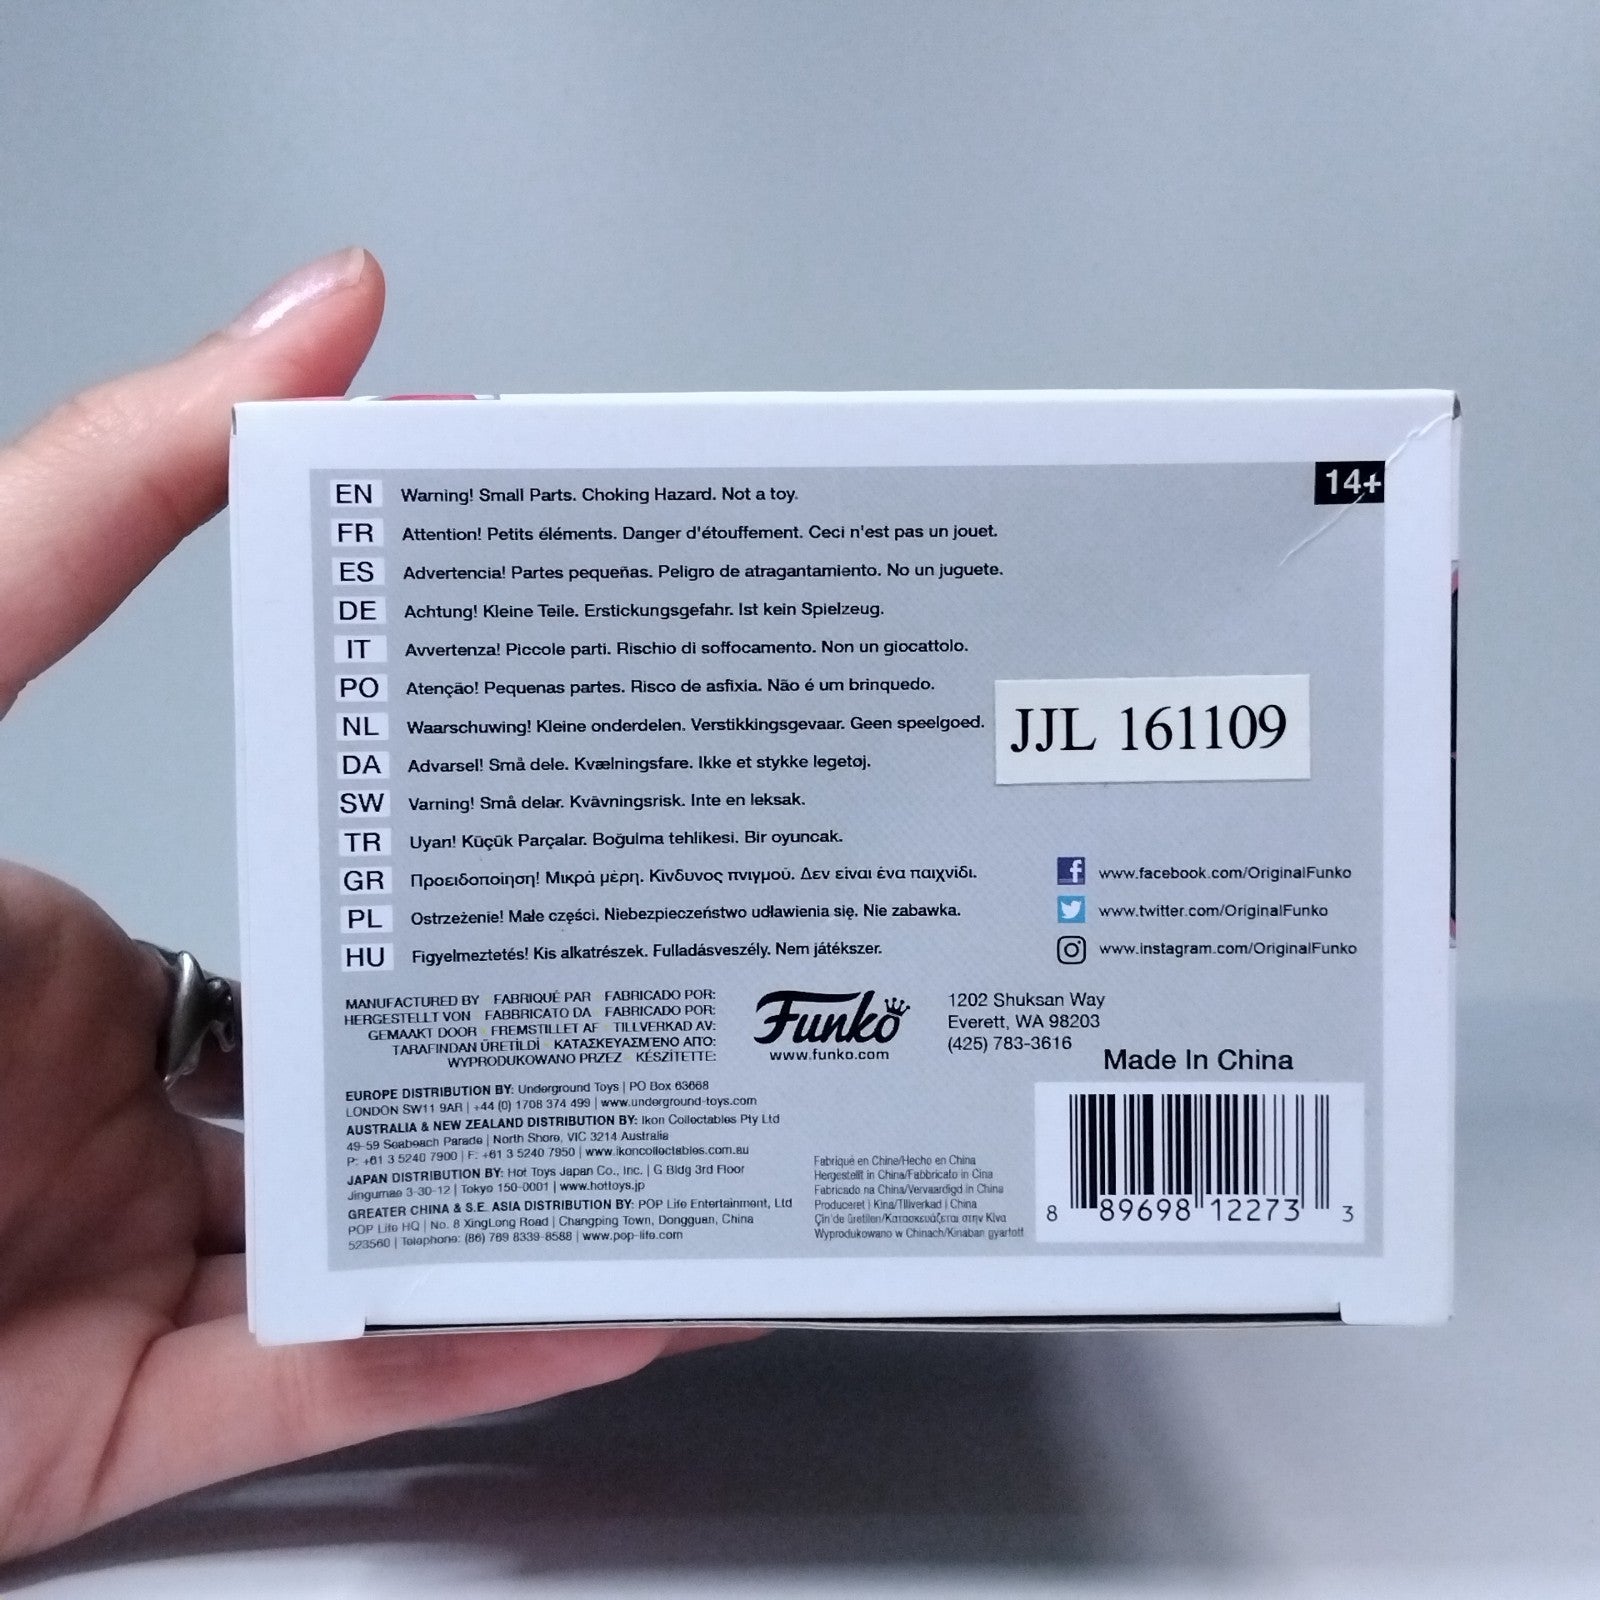 14+
EN Warning! Small Parts. Choking Hazard. Not a toy.
FR Attention! Petits éléments. Danger d'étouffement. Ceci n'est pas un jouet.
ES Advertencia! Partes pequeñas. Peligro de atragantamiento. No un juguete.
DE Achtung! Kleine Teile. Erstickungsgefahr. Ist kein Spielzeug.
IT Avvertenza! Piccole parti. Rischio di soffocamento. Non un giocattolo.
PO Atenção! Pequenas partes. Risco de asfixia. Não é um brinquedo.
NL Waarschuwing! Kleine onderdelen. Verstikkingsgevaar. Geen speelgoed.
JJL 161109
DA Advarsel! Små dele. Kvælningsfare. Ikke et stykke legetøj.
SW Varning! Små delar. Kvävningsrisk. Inte en leksak.
TR Uyarı! Küçük Parçalar. Boğulma tehlikesi. Bir oyuncak.
GR Προειδοποίηση! Μικρά μέρη. Κίνδυνος πνιγμού. Δεν είναι ένα παιχνίδι.
PL Ostrzeżenie! Małe części. Niebezpieczeństwo udławienia się. Nie zabawka.
HU Figyelmeztetés! Kis alkatrészek. Fulladásveszély. Nem játékszer.
www.facebook.com/OriginalFunko
www.twitter.com/OriginalFunko
www.instagram.com/OriginalFunko
MANUFACTURED BY FABRIQUÉ PAR FABRICADO POR:
HERGESTELLT VON FABBRICATO DA FABRICADO POR:
GEMAAKT DOOR FREMSTILLET AF TILLVERKAD AV:
TARAFINDAN ÜRETİLDİ ΚΑΤΑΣΚΕΥΑΣΜΈΝΟ ΑΠΌ:
WYPRODUKOWANO PRZEZ KÉSZÍTETTE:
Funko
www.funko.com
1202 Shuksan Way
Everett, WA 98203
(425) 783-3616
Made In China
EUROPE DISTRIBUTION BY: Underground Toys | PO Box 63668
LONDON SW11 9AR | +44 (0) 1708 374 499 | www.underground-toys.com
AUSTRALIA & NEW ZEALAND DISTRIBUTION BY: Ikon Collectables Pty Ltd
49-59 Seabeach Parade | North Shore, VIC 3214 Australia
P: +61 3 5240 7900 | F: +61 3 5240 7950 | www.ikoncollectables.com.au
JAPAN DISTRIBUTION BY: Hot Toys Japan Co., Inc. | G Bldg 3rd Floor
Jingumae 3-30-12 | Tokyo 150-0001 | www.hottoys.jp
GREATER CHINA & S.E. ASIA DISTRIBUTION BY: POP Life Entertainment, Ltd
POP Life HQ | No. 8 XingLong Road | Changping Town, Dongguan, China
523560 | Telephone: (86) 769 8339-8588 | www.pop-life.com
Fabriqué en Chine/Hecho en China
Hergestellt in China/Fabbricato in Cina
Fabricado na China/Vervaardigd in China
Produceret i Kina/Tillverkad i China
Çin'de üretilen/Κατασκευάζεται στην Κίνα
Wyprodukowano w Chinach/Kínában gyártott
8 89698 12273 3